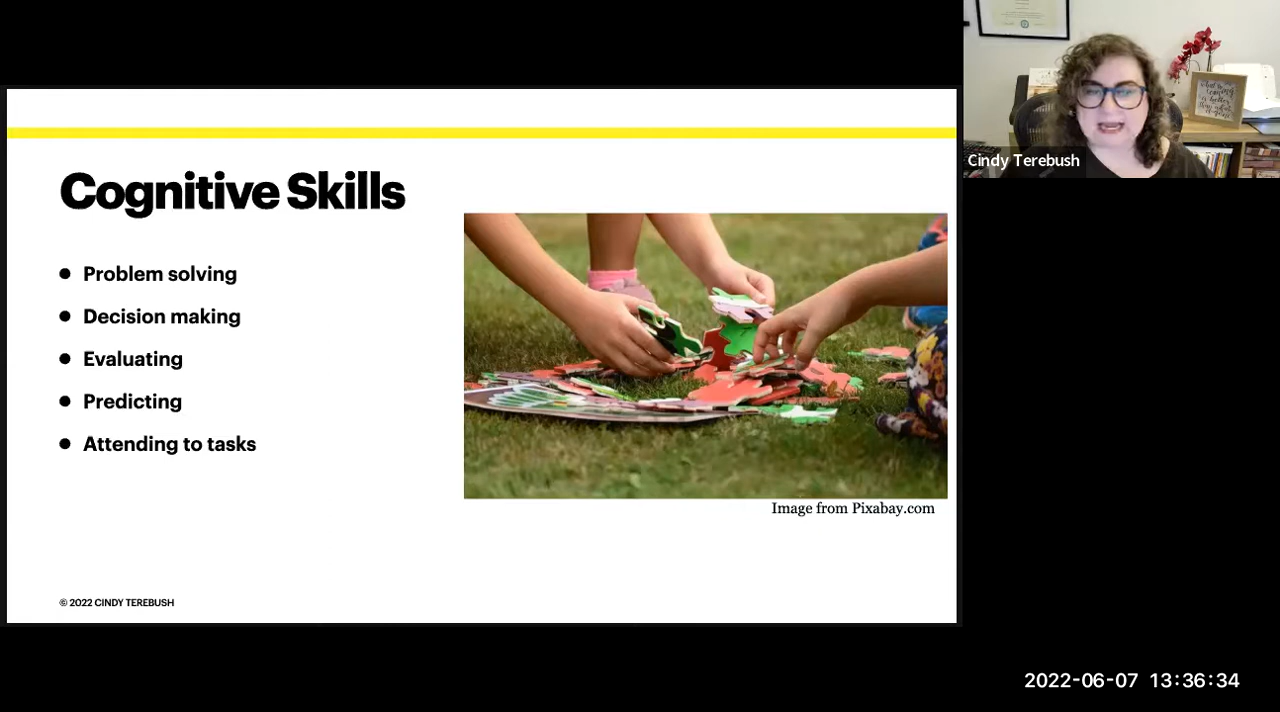 Cognitive Skills
Problem solving
Decision making
Evaluating
Predicting
Attending to tasks
Image from Pixabay.com
© 2022 CINDY TEREBUSH
Cindy Terebush
2022-06-07 13:36:34